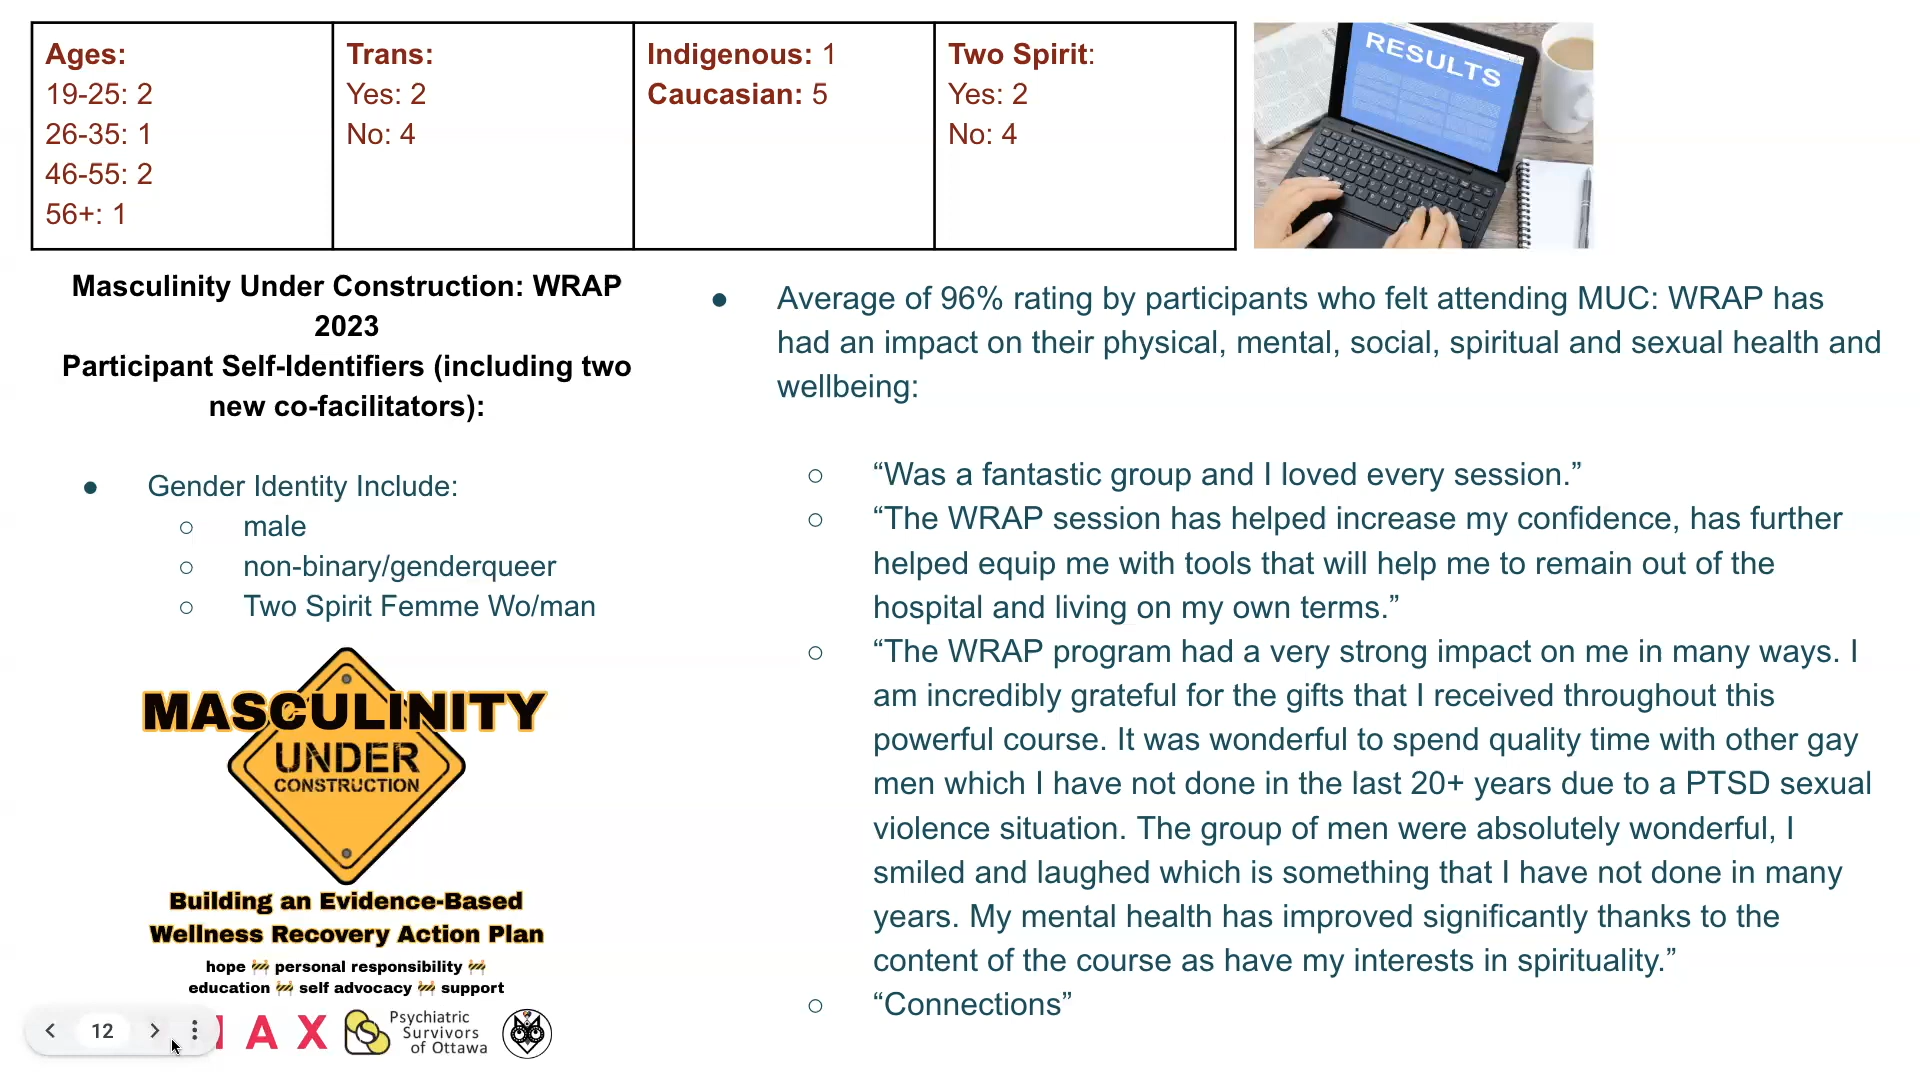 Ages:
19-25: 2
26-35: 1
46-55: 2
56+: 1
Trans:
Yes: 2
No: 4
Indigenous: 1
Caucasian: 5
Two Spirit:
Yes: 2
No: 4
RESULTS
Masculinity Under Construction: WRAP
2023
Participant Self-Identifiers (including two
new co-facilitators):
● Gender Identity Include:
○ male
○ non-binary/genderqueer
○ Two Spirit Femme Wo/man
MASCULINITY
UNDER
CONSTRUCTION
Building an Evidence-Based
Wellness Recovery Action Plan
hope 🚧 personal responsibility 🚧
education 🚧 self advocacy 🚧 support
12
A X
Psychiatric
Survivors
of Ottawa
● Average of 96% rating by participants who felt attending MUC: WRAP has
had an impact on their physical, mental, social, spiritual and sexual health and
wellbeing:
○ “Was a fantastic group and I loved every session.”
○ “The WRAP session has helped increase my confidence, has further
helped equip me with tools that will help me to remain out of the
hospital and living on my own terms.”
○ “The WRAP program had a very strong impact on me in many ways. I
am incredibly grateful for the gifts that I received throughout this
powerful course. It was wonderful to spend quality time with other gay
men which I have not done in the last 20+ years due to a PTSD sexual
violence situation. The group of men were absolutely wonderful, I
smiled and laughed which is something that I have not done in many
years. My mental health has improved significantly thanks to the
content of the course as have my interests in spirituality.”
○ “Connections”